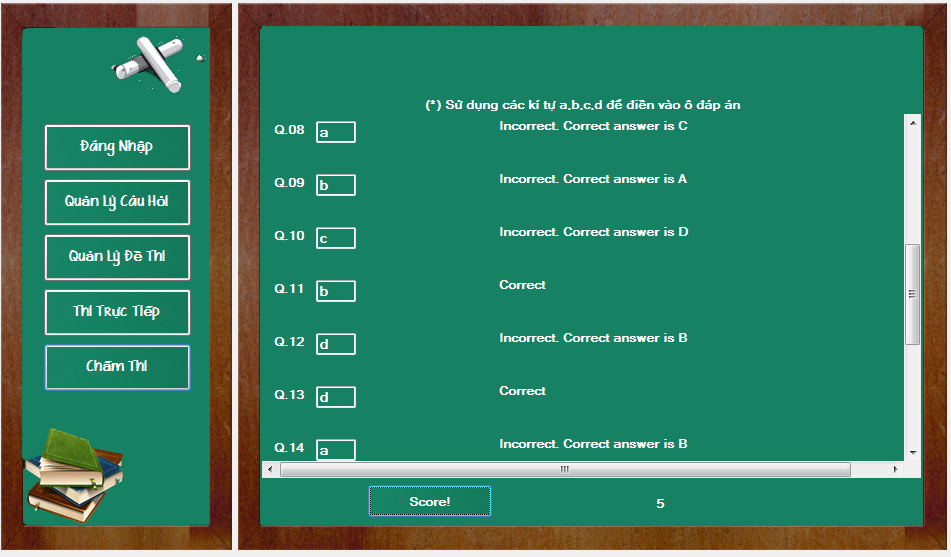 Đăng Nhập
Quản Lý Câu Hỏi
Quản Lý Đề Thi
Thi Trực Tiếp
Chấm Thi
(*) Sử dụng các kí tự a,b,c,d để điền vào ô đáp án
Q.08 a Incorrect. Correct answer is C
Q.09 b Incorrect. Correct answer is A
Q.10 c Incorrect. Correct answer is D
Q.11 b Correct
Q.12 d Incorrect. Correct answer is B
Q.13 d Correct
Q.14 a Incorrect. Correct answer is B
Score! 5